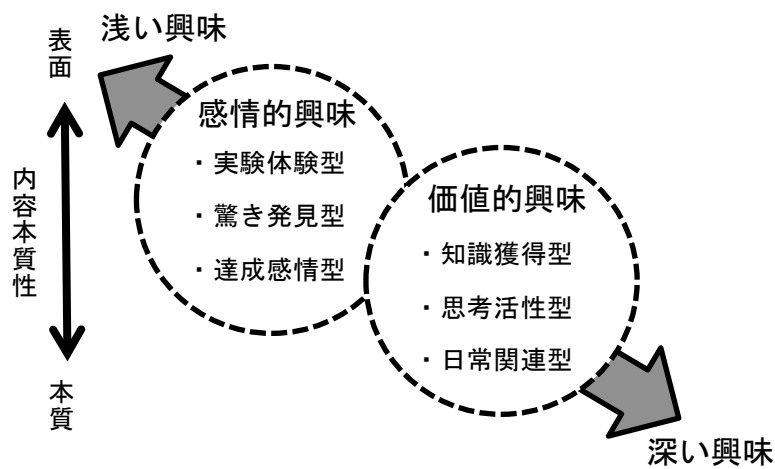 浅い興味
表面
感情的興味
・実験体験型
・驚き発見型
・達成感情型
内容本質性
価値的興味
・知識獲得型
・思考活性型
・日常関連型
本質
深い興味